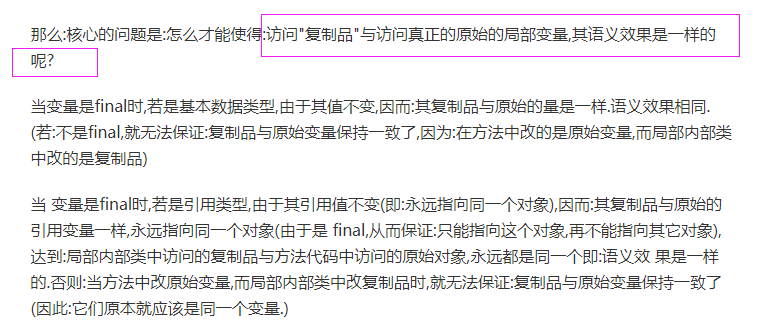 那么:核心的问题是:怎么才能使得:访问"复制品"与访问真正的原始的局部变量,其语义效果是一样的
呢?
当变量是final时,若是基本数据类型,由于其值不变,因而:其复制品与原始的量是一样.语义效果相同.
(若:不是final,就无法保证:复制品与原始变量保持一致了,因为:在方法中改的是原始变量,而局部内部类
中改的是复制品)
当 变量是final时,若是引用类型,由于其引用值不变(即:永远指向同一个对象),因而:其复制品与原始的
引用变量一样,永远指向同一个对象(由于是 final,从而保证:只能指向这个对象,再不能指向其它对象),
达到:局部内部类中访问的复制品与方法代码中访问的原始对象,永远都是同一个即:语义效 果是一样
的.否则:当方法中改原始变量,而局部内部类中改复制品时,就无法保证:复制品与原始变量保持一致了
(因此:它们原本就应该是同一个变量.)